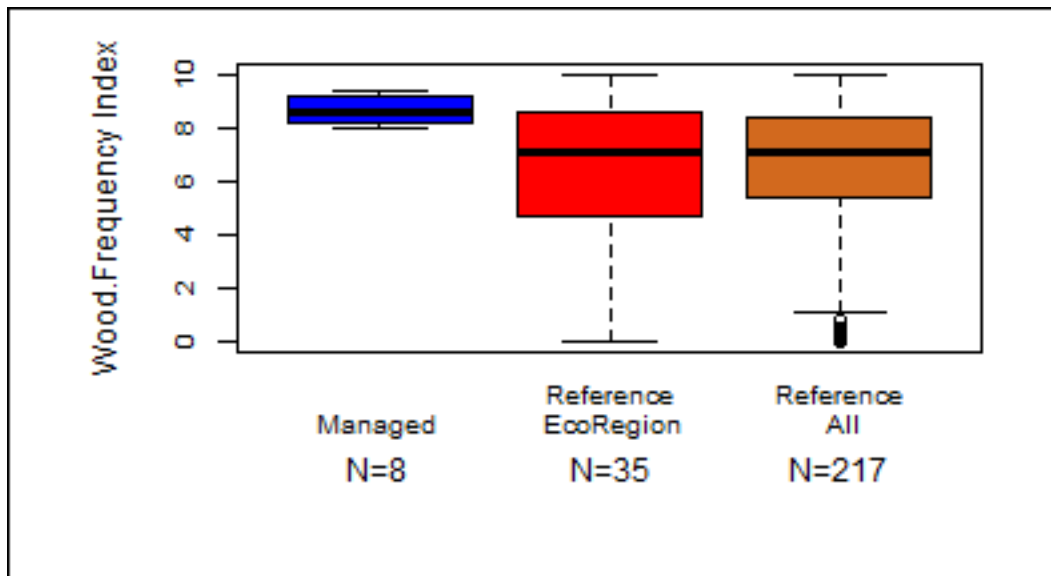 Wood.Frequency Index
10
8
6
4
2
0
Managed
N=8
Reference
EcoRegion
N=35
Reference
All
N=217